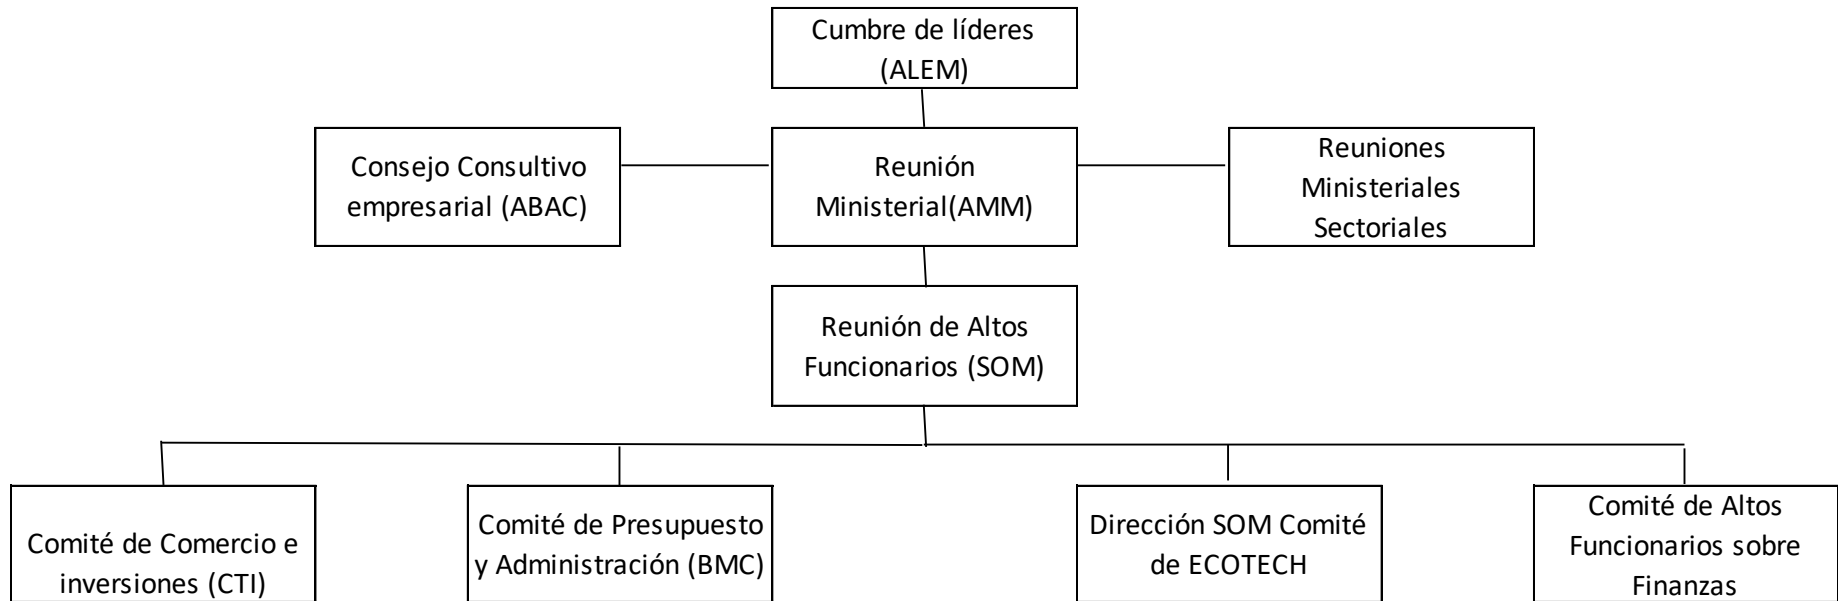 Cumbre de líderes
(ALEM)
Consejo Consultivo
empresarial (ABAC)
Reunión
Ministerial(AMM)
Reuniones
Ministeriales
Sectoriales
Reunión de Altos
Funcionarios (SOM)
Comité de Comercio e
inversiones (CTI)
Comité de Presupuesto
y Administración (BMC)
Dirección SOM Comité
de ECOTECH
Comité de Altos
Funcionarios sobre
Finanzas